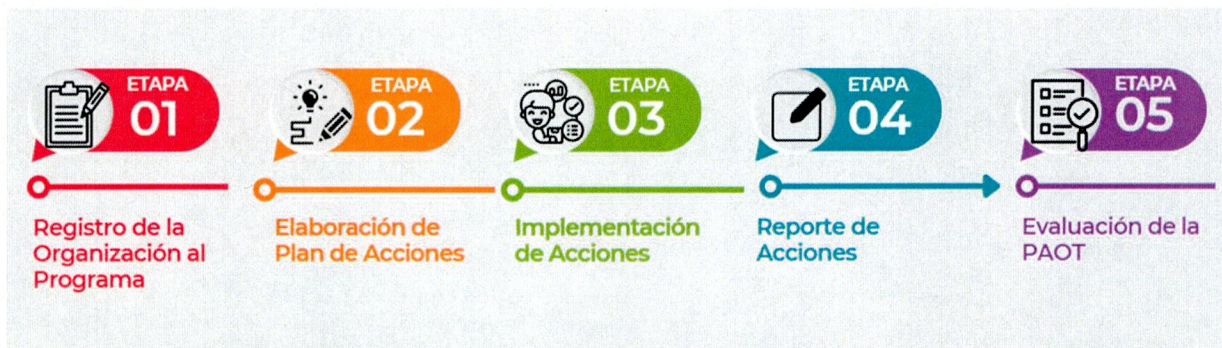 ETAPA
01
Registro de la
Organización al
Programa
ETAPA
02
Elaboración de
Plan de Acciones
ETAPA
03
Implementación
de Acciones
ETAPA
04
Reporte de
Acciones
ETAPA
05
Evaluación de la
PAOT